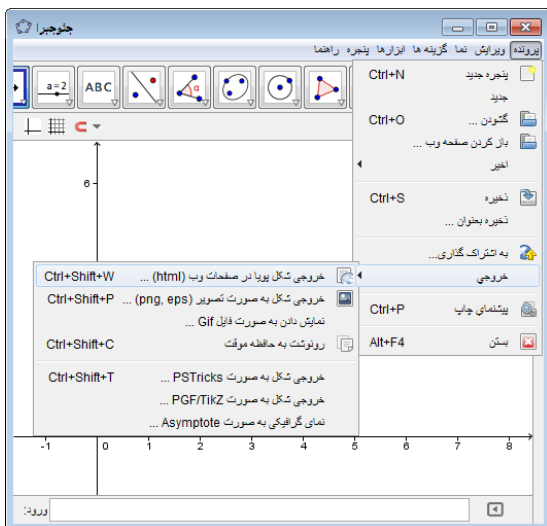 جئوجبرا
پرونده ویرایش نما گزینه ها ابزارها پنجره راهنما
a=2
ABC
α
پنجره جدید Ctrl+N
جدید
گشودن ... Ctrl+O
باز کردن صفحه وب ...
اخیر
ذخیره Ctrl+S
ذخیره بعنوان ...
به اشتراک گذاری...
خروجي
پیشنمای چاپ Ctrl+P
بستن Alt+F4
خروجی شکل پویا در صفحات وب (html) ... Ctrl+Shift+W
خروجی شکل به صورت تصویر (png, eps) ... Ctrl+Shift+P
نمایش دادن به صورت فایل Gif ...
رونوشت به حافظه موقت Ctrl+Shift+C
خروجی شکل به صورت PSTricks ... Ctrl+Shift+T
خروجی شکل به صورت PGF/TikZ ...
نمای گرافیکی به صورت Asymptote ...
6
-1 0 1 2 3 4 5 6 7 8
ورود: